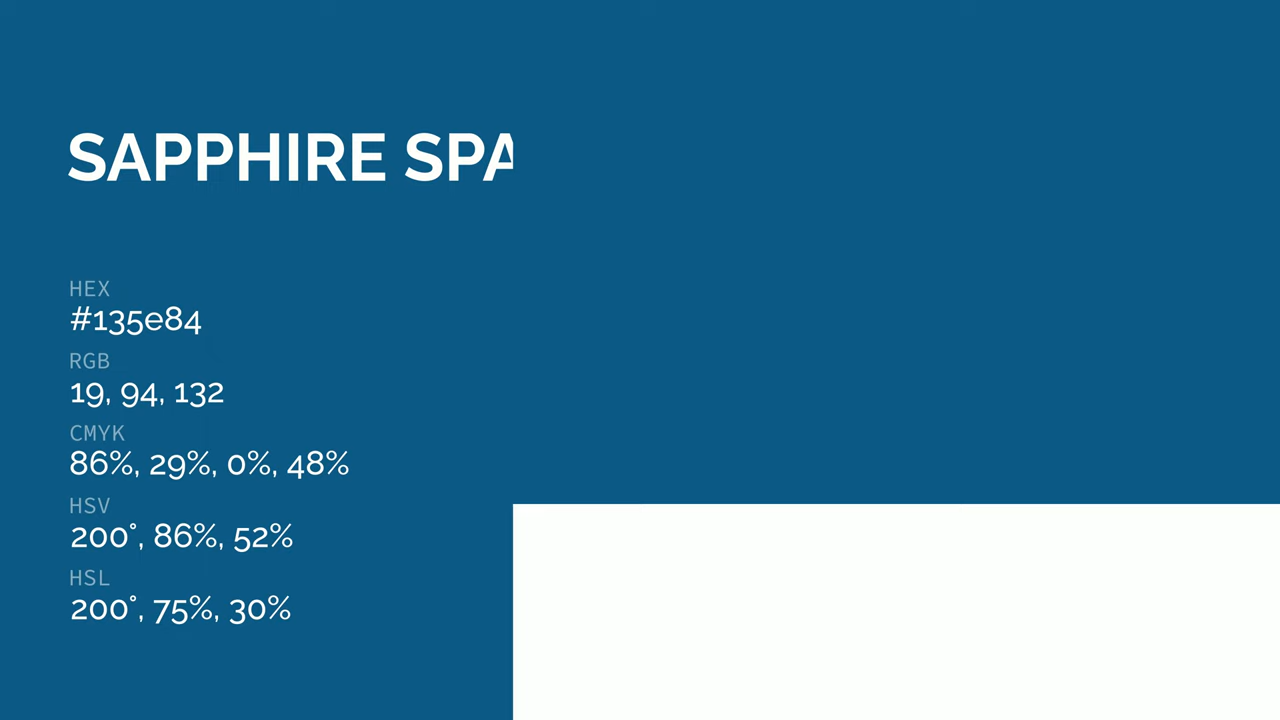 SAPPHIRE SPA
HEX
#135e84
RGB
19, 94, 132
CMYK
86%, 29%, 0%, 48%
HSV
200°, 86%, 52%
HSL
200°, 75%, 30%